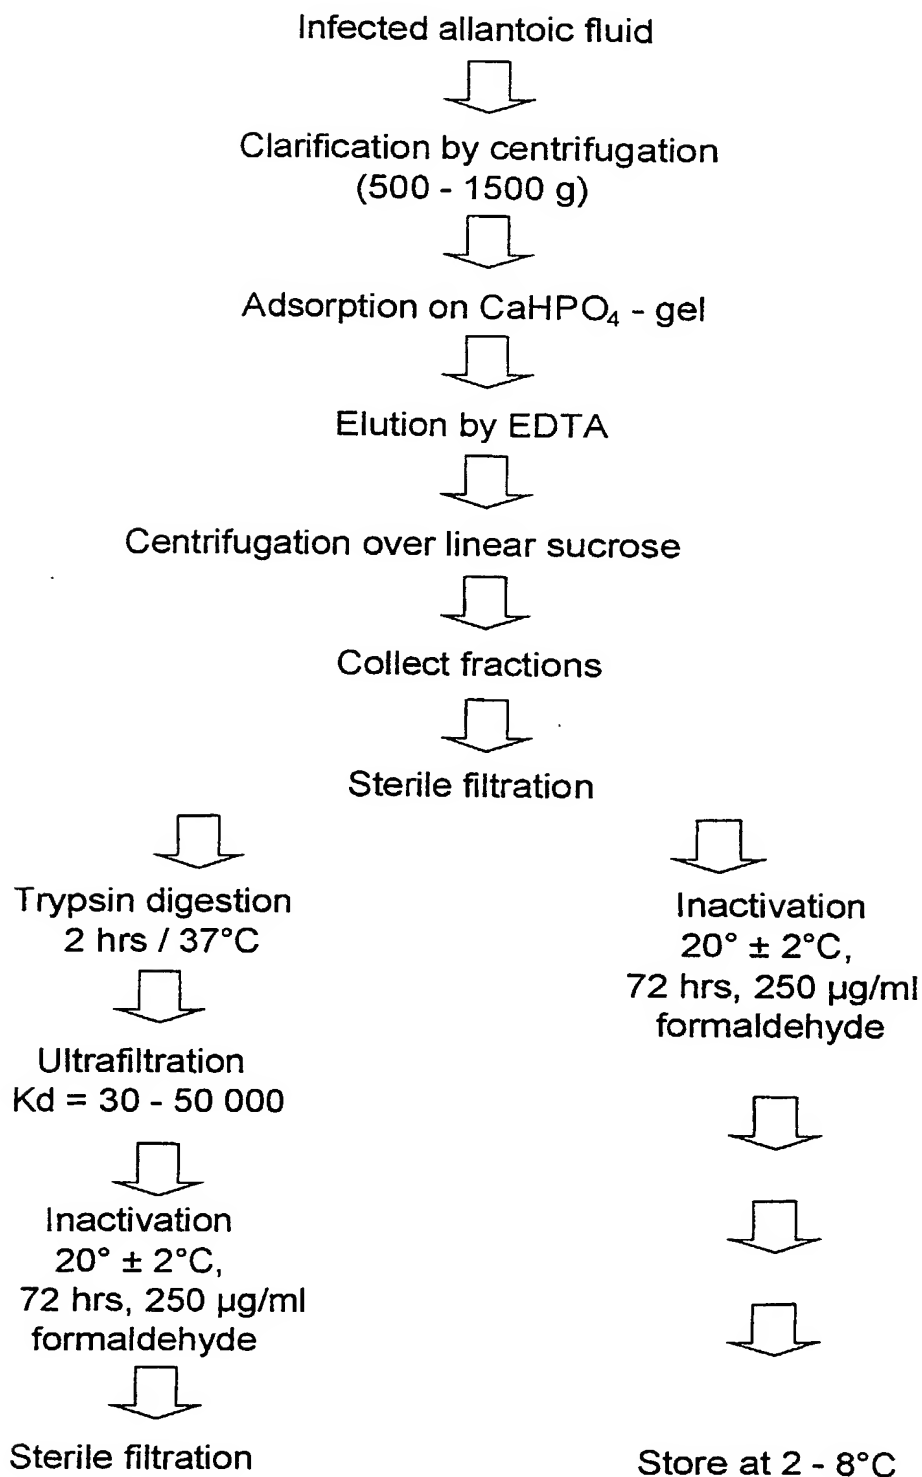 Infected allantoic fluid
Clarification by centrifugation
(500 - 1500 g)
Adsorption on CaHPO₄ - gel
Elution by EDTA
Centrifugation over linear sucrose
Collect fractions
Sterile filtration
Trypsin digestion
2 hrs / 37°C
Ultrafiltration
Kd = 30 - 50 000
Inactivation
20° ± 2°C,
72 hrs, 250 µg/ml
formaldehyde
Sterile filtration
Inactivation
20° ± 2°C,
72 hrs, 250 µg/ml
formaldehyde
Store at 2 - 8°C